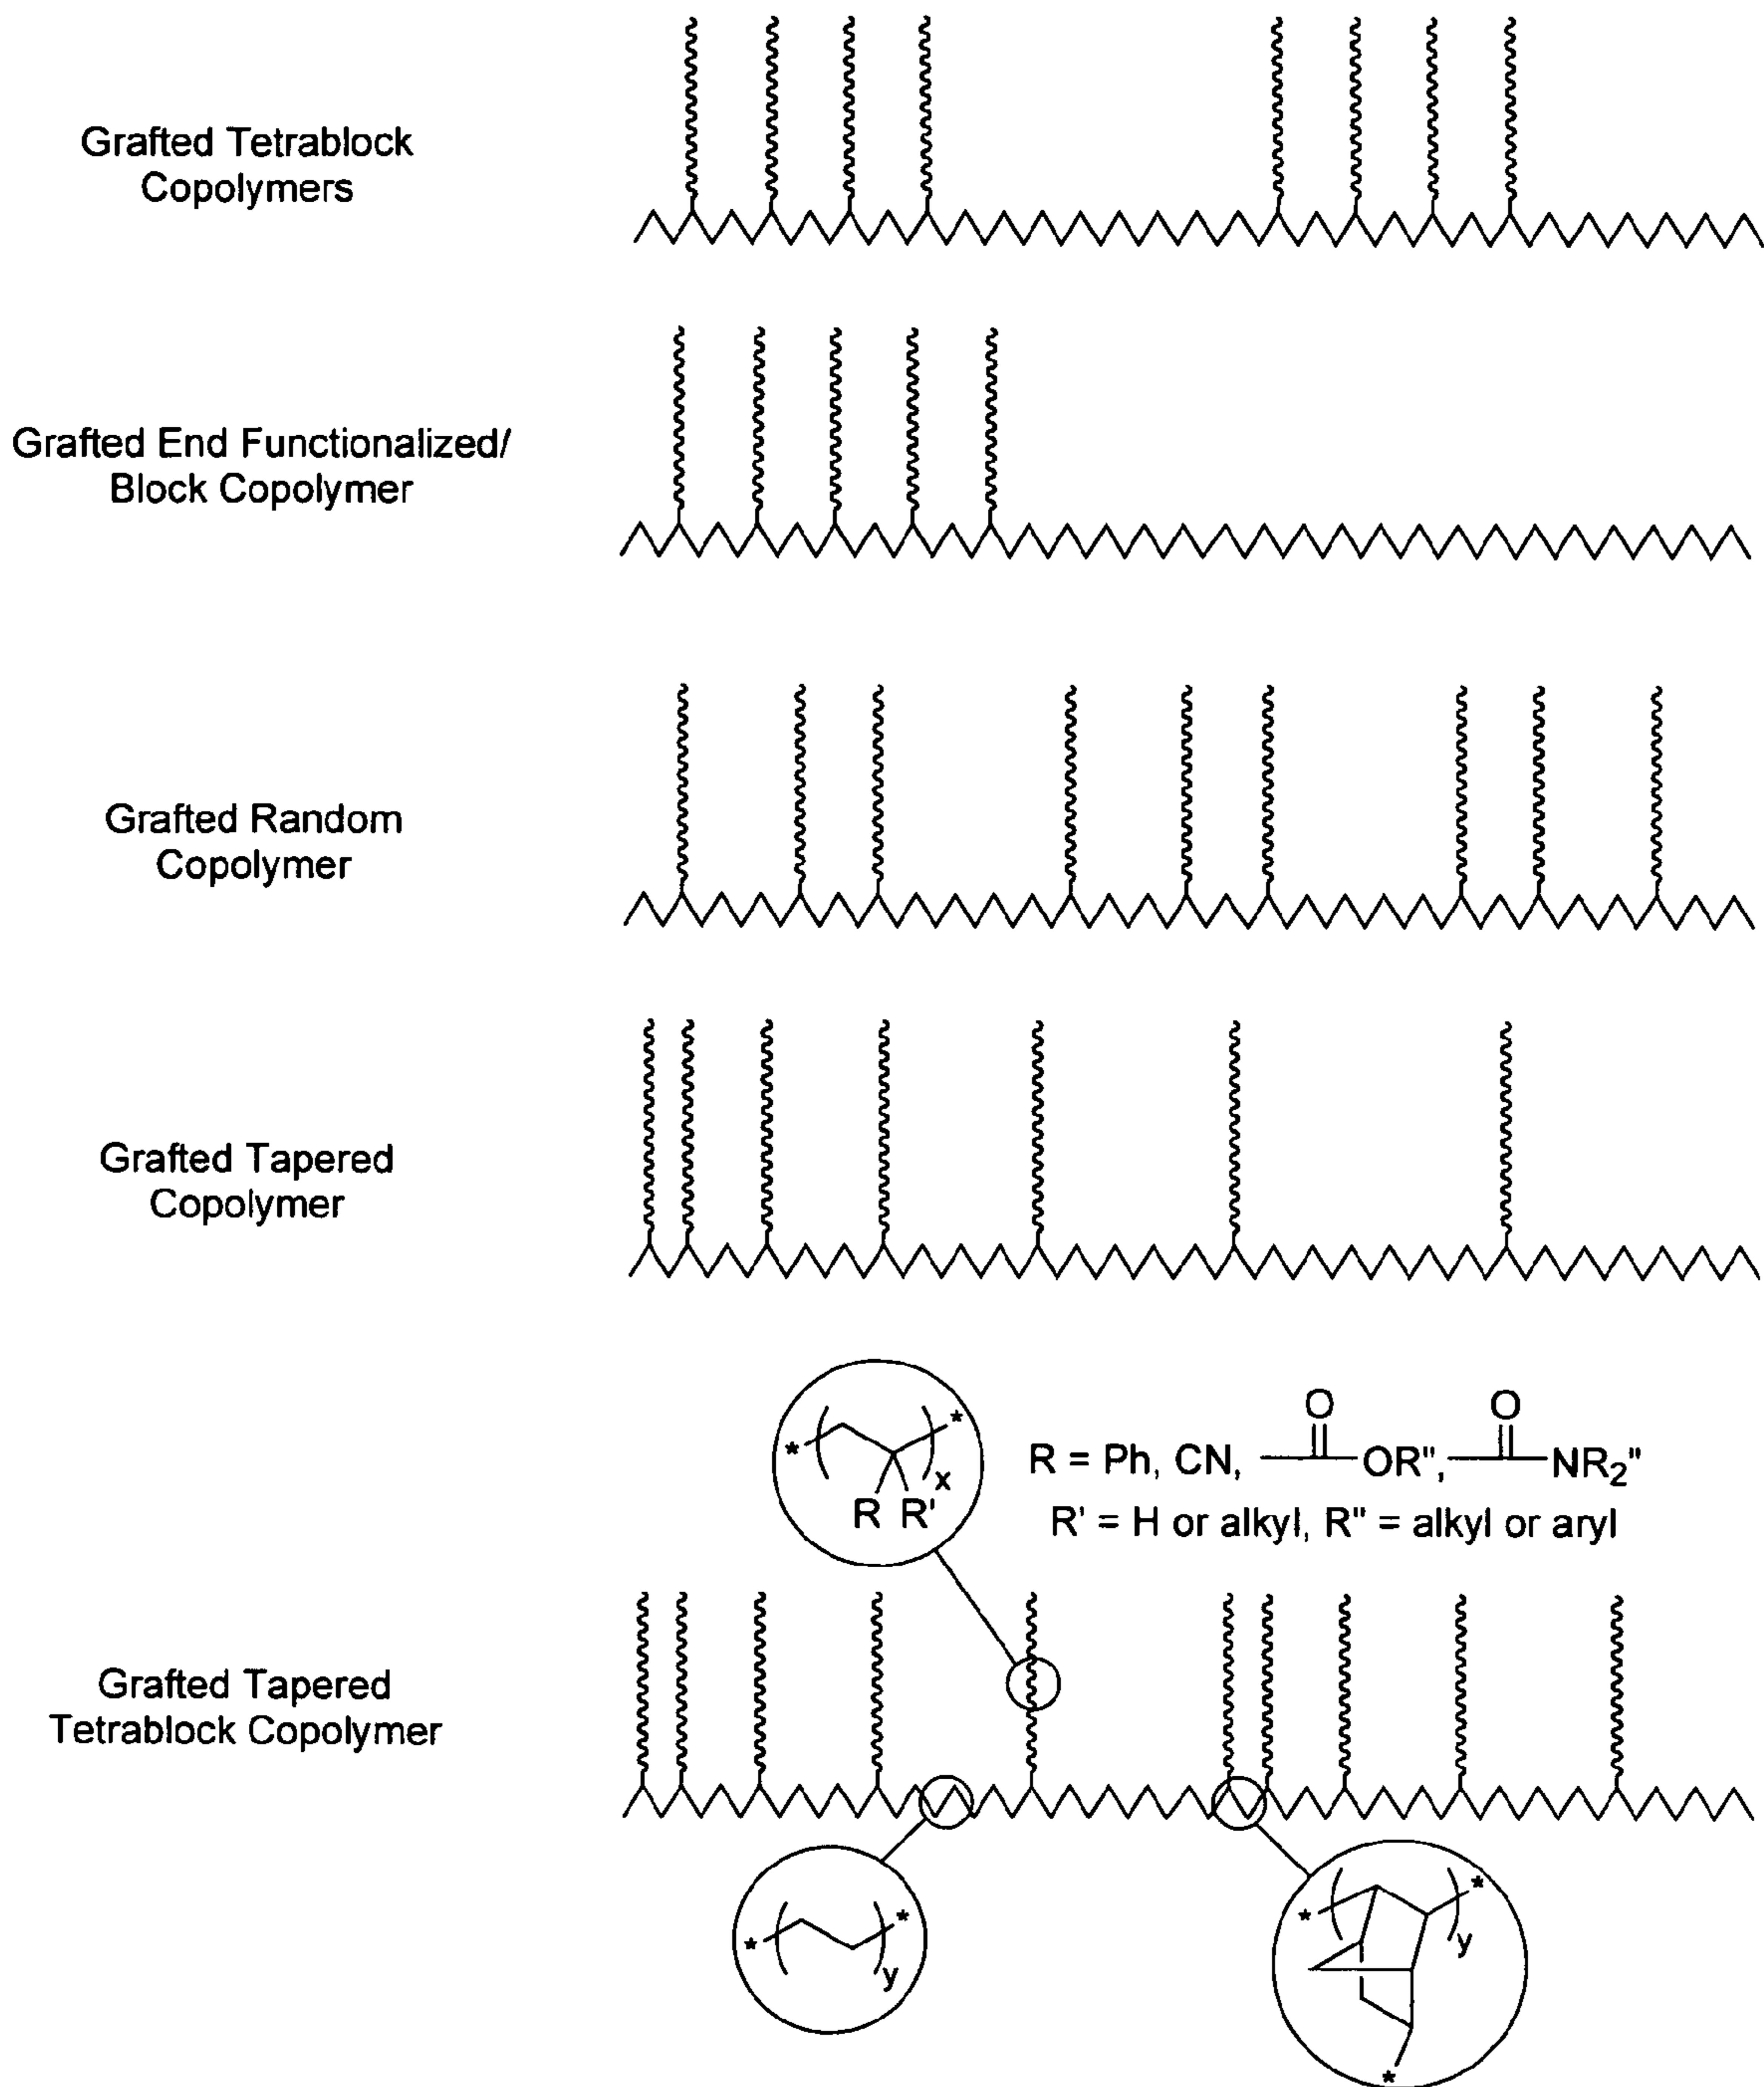 Grafted Tetrablock
Copolymers
Grafted End Functionalized/
Block Copolymer
Grafted Random
Copolymer
Grafted Tapered
Copolymer
* ( ) x *
R R'
R = Ph, CN, O OR", O NR₂"
R' = H or alkyl, R" = alkyl or aryl
Grafted Tapered
Tetrablock Copolymer
* ( ) y *
* ( ) y *
*